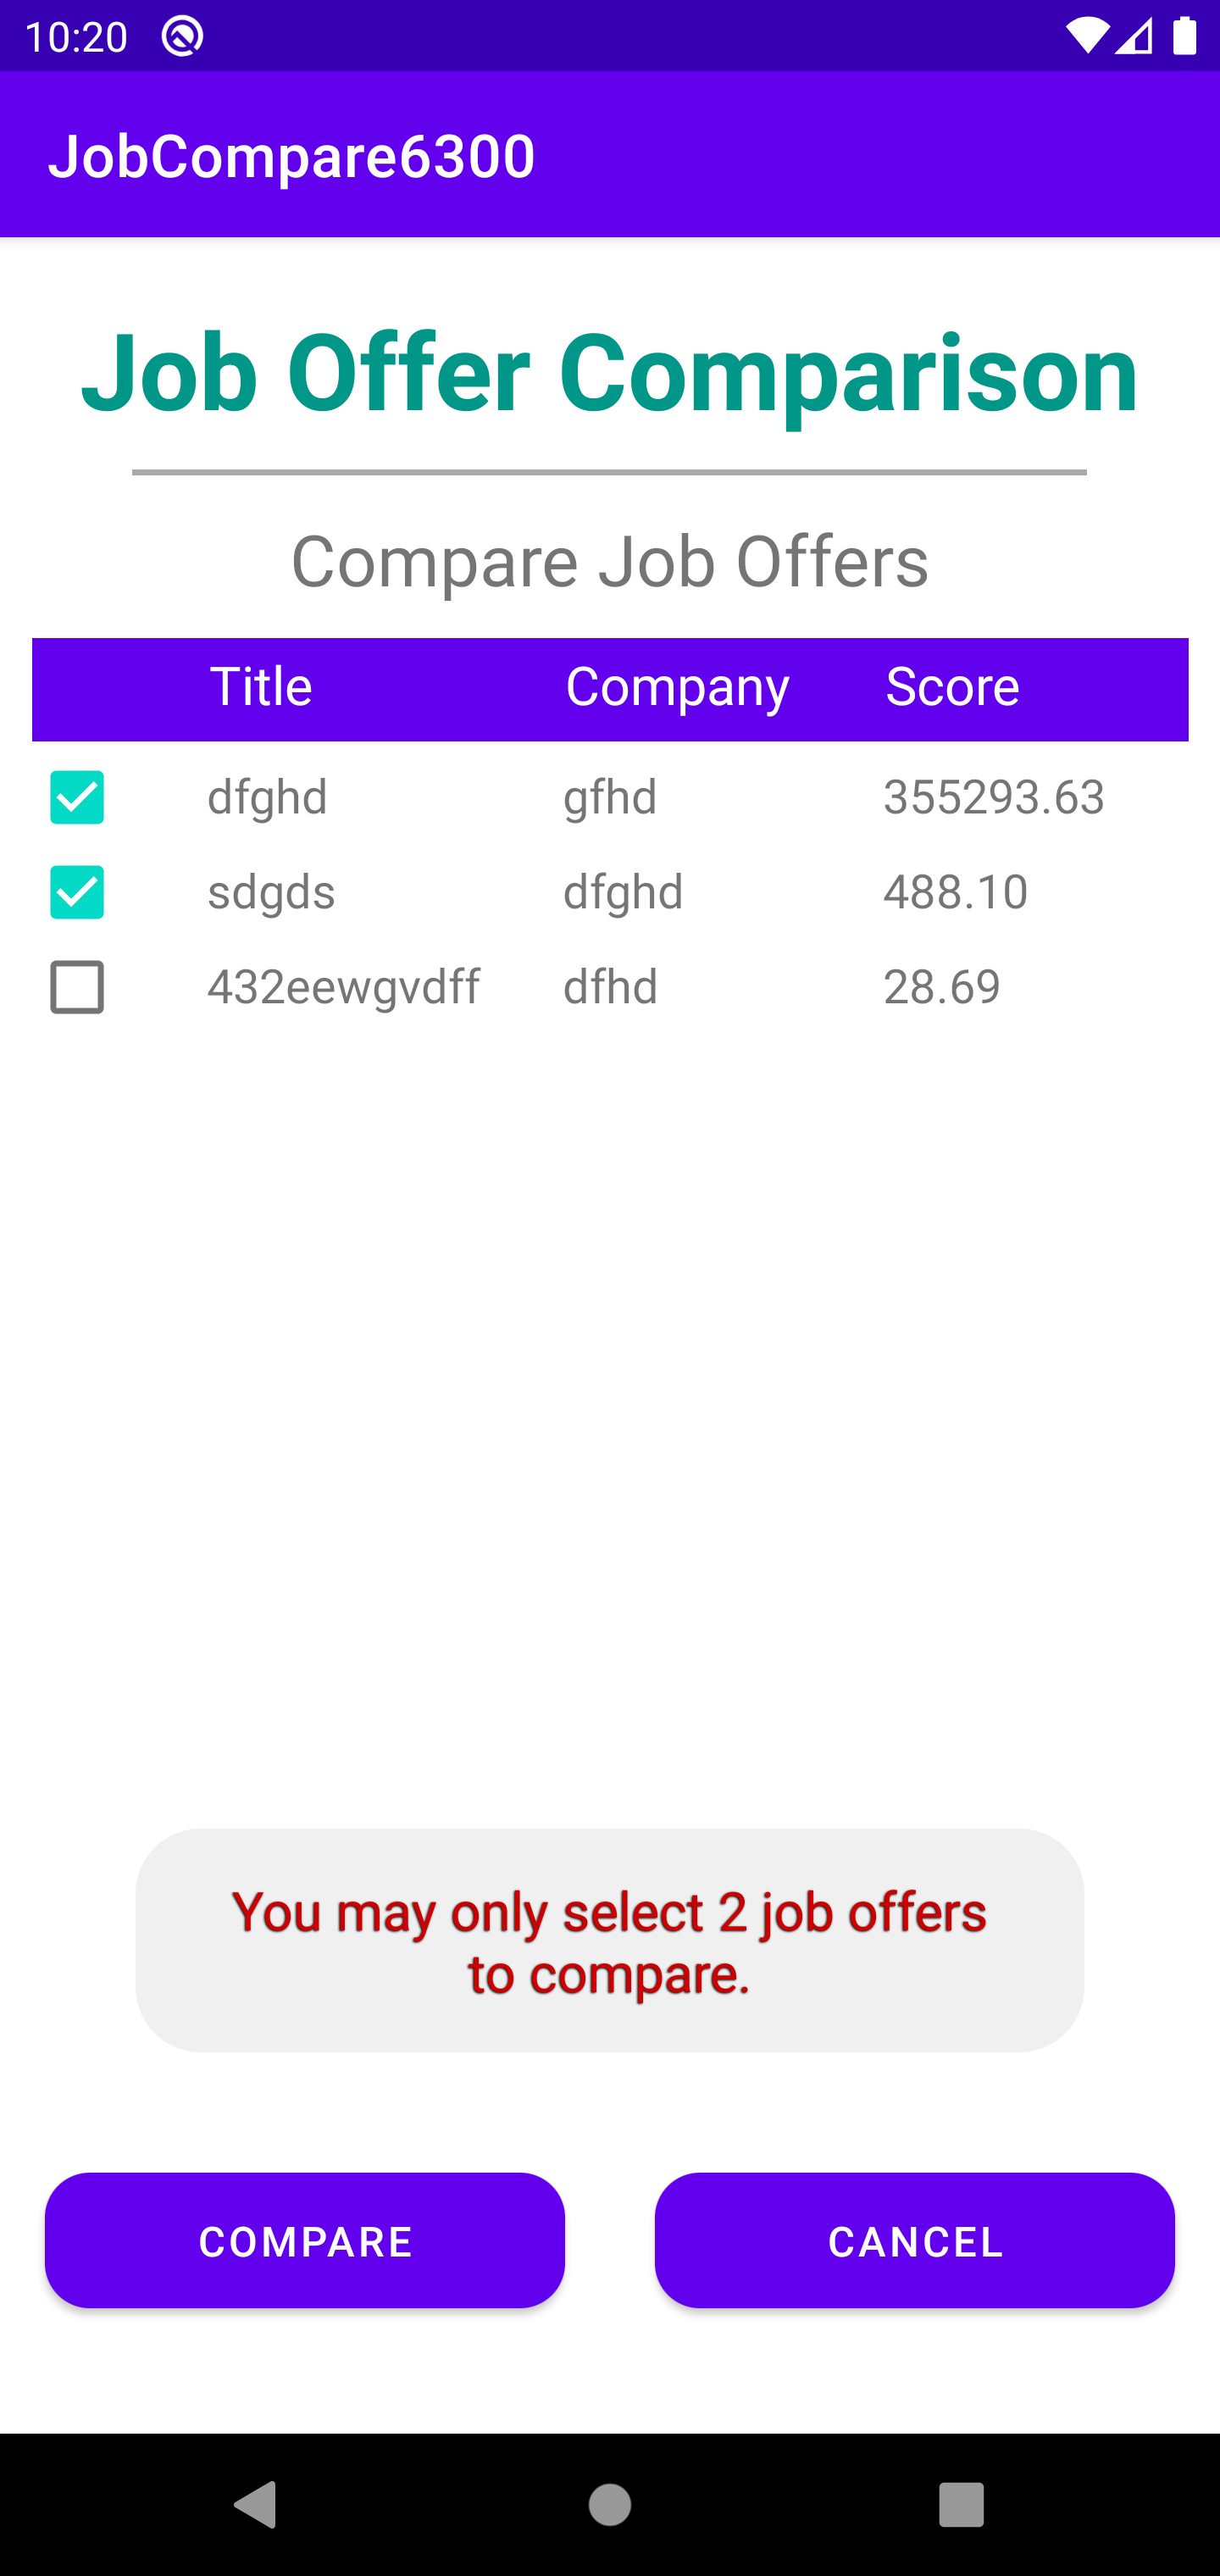 10:20
JobCompare6300
Job Offer Comparison
Compare Job Offers
Title Company Score
dfghd gfhd 355293.63
sdgds dfghd 488.10
432eewgvdff dfhd 28.69
You may only select 2 job offers
to compare.
COMPARE CANCEL